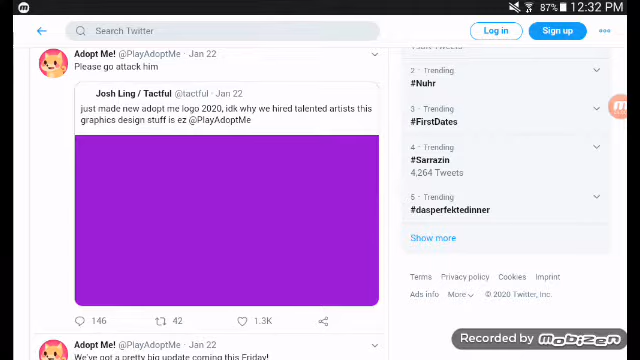 87% 12:32 PM
Search Twitter
Log in
Sign up
Adopt Me! @PlayAdoptMe · Jan 22
Please go attack him
Josh Ling / Tactful @tactful · Jan 22
just made new adopt me logo 2020, idk why we hired talented artists this
graphics design stuff is ez @PlayAdoptMe
146
42
1.3K
Adopt Me! @PlayAdoptMe · Jan 22
We've got a pretty big update coming this Friday!
2 · Trending
#Nuhr
3 · Trending
#FirstDates
4 · Trending
#Sarrazin
4,264 Tweets
5 · Trending
#dasperfektedinner
Show more
Terms Privacy policy Cookies Imprint
Ads info More © 2020 Twitter, Inc.
Recorded by mobizen